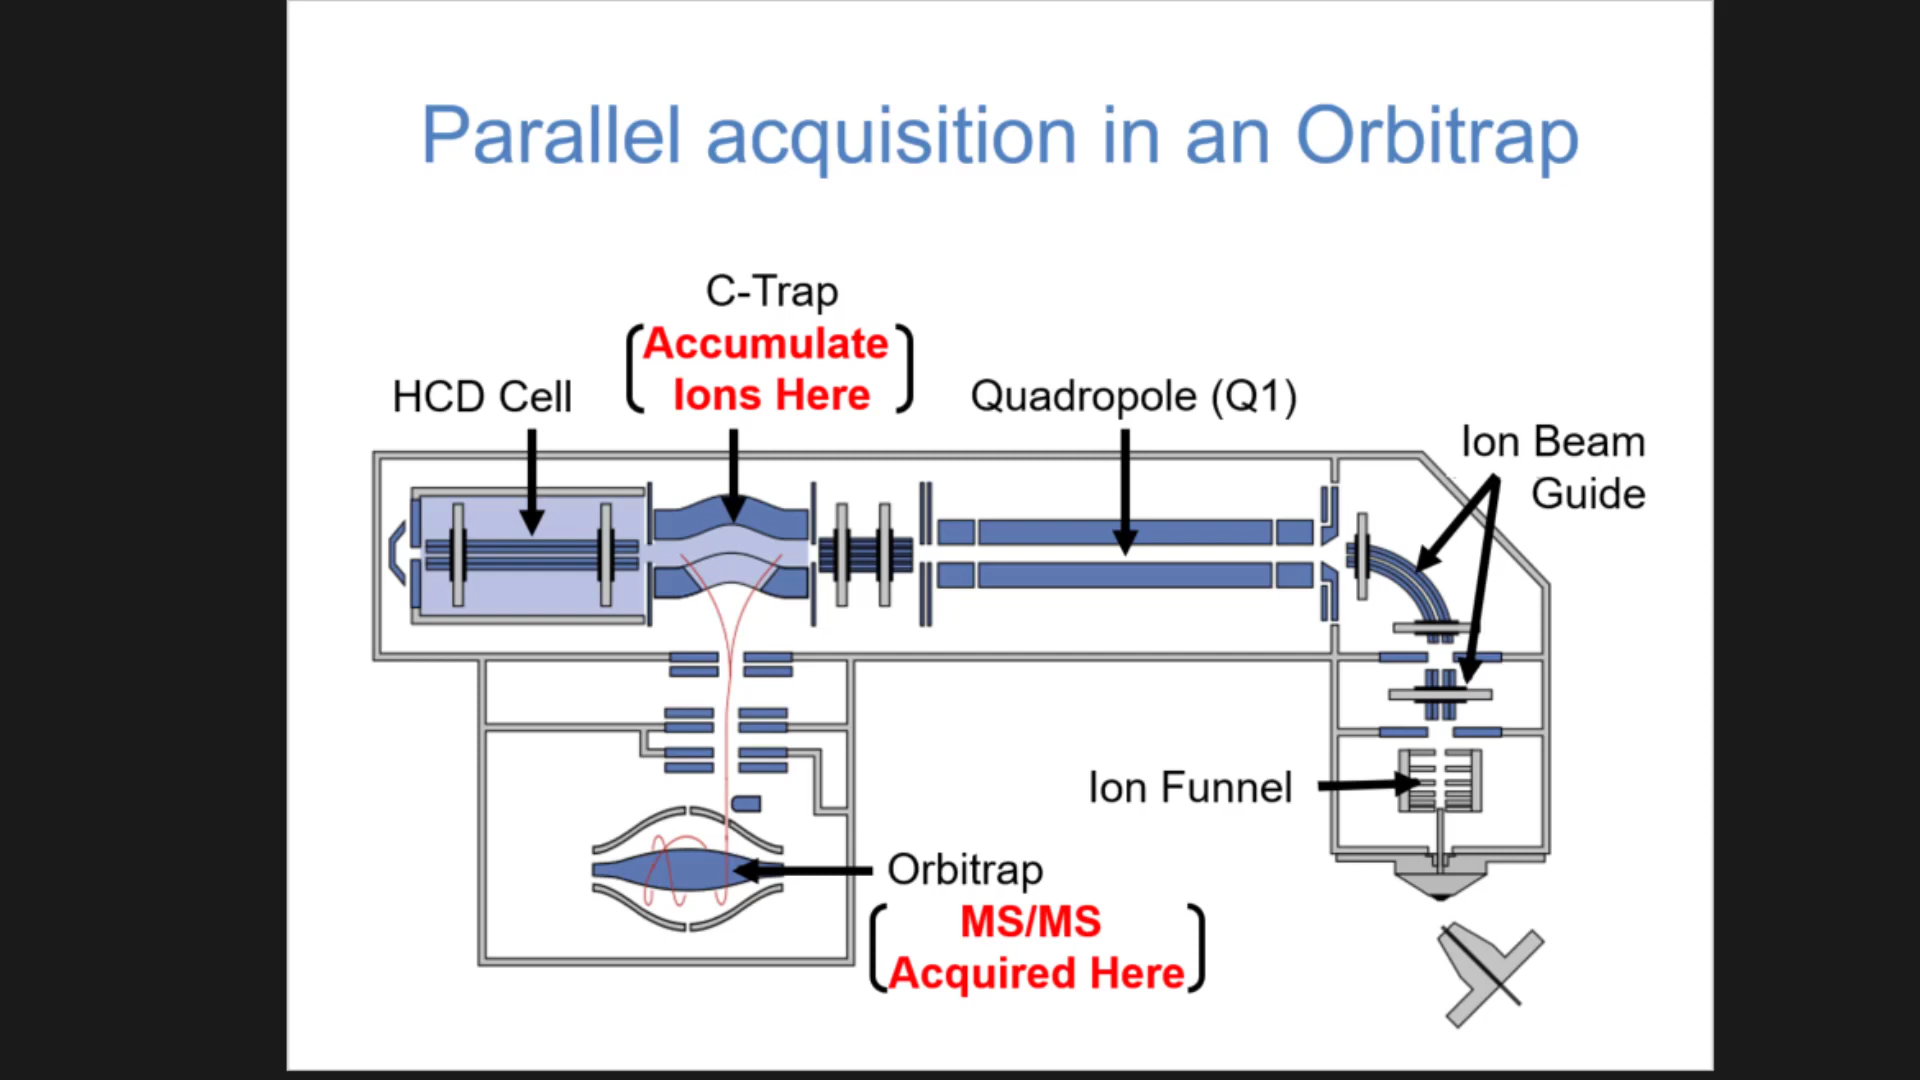 Parallel acquisition in an Orbitrap
C-Trap
Accumulate
Ions Here
HCD Cell
Quadropole (Q1)
Ion Beam
Guide
Ion Funnel
Orbitrap
MS/MS
Acquired Here